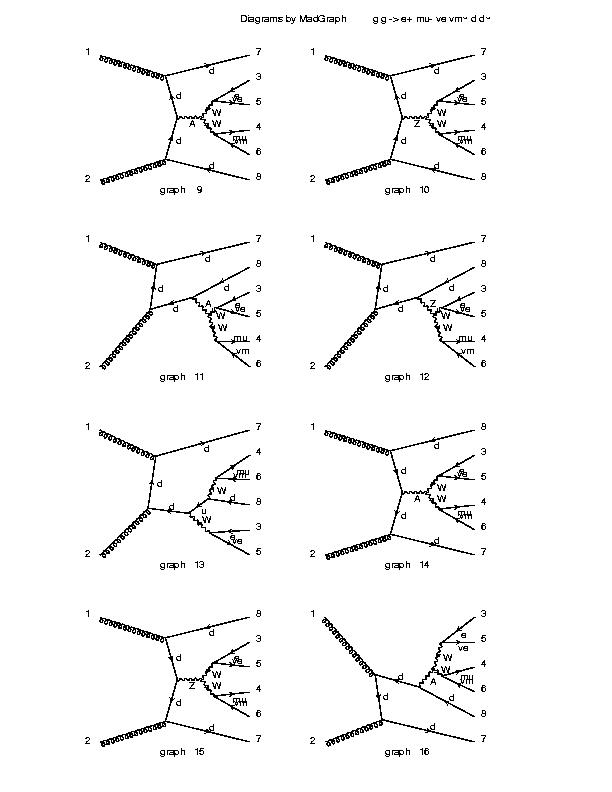 Diagrams by MadGraph g g -> e+ mu- ve vm~ d d~
1 7 d 3 e ve 5 d W A W 4 mu vm d 6 d 2 8
graph 9
1 7 d 3 e ve 5 d W Z W 4 mu vm d 6 d 2 8
graph 10
1 7 d 8 d 3 d A e ve W 5 d W 4 mu vm 2 6
graph 11
1 7 d 8 d 3 d Z e ve W 5 d W 4 mu vm 2 6
graph 12
1 7 d 4 mu vm 6 d W d 8 d u W 3 e ve 2 5
graph 13
1 8 d 3 e ve 5 d W A W 4 mu vm d 6 d 2 7
graph 14
1 8 d 3 e ve 5 d W Z W 4 mu vm d 6 d 2 7
graph 15
1 3 e 5 ve W W 4 mu vm d A 6 d d 8 d 2 7
graph 16